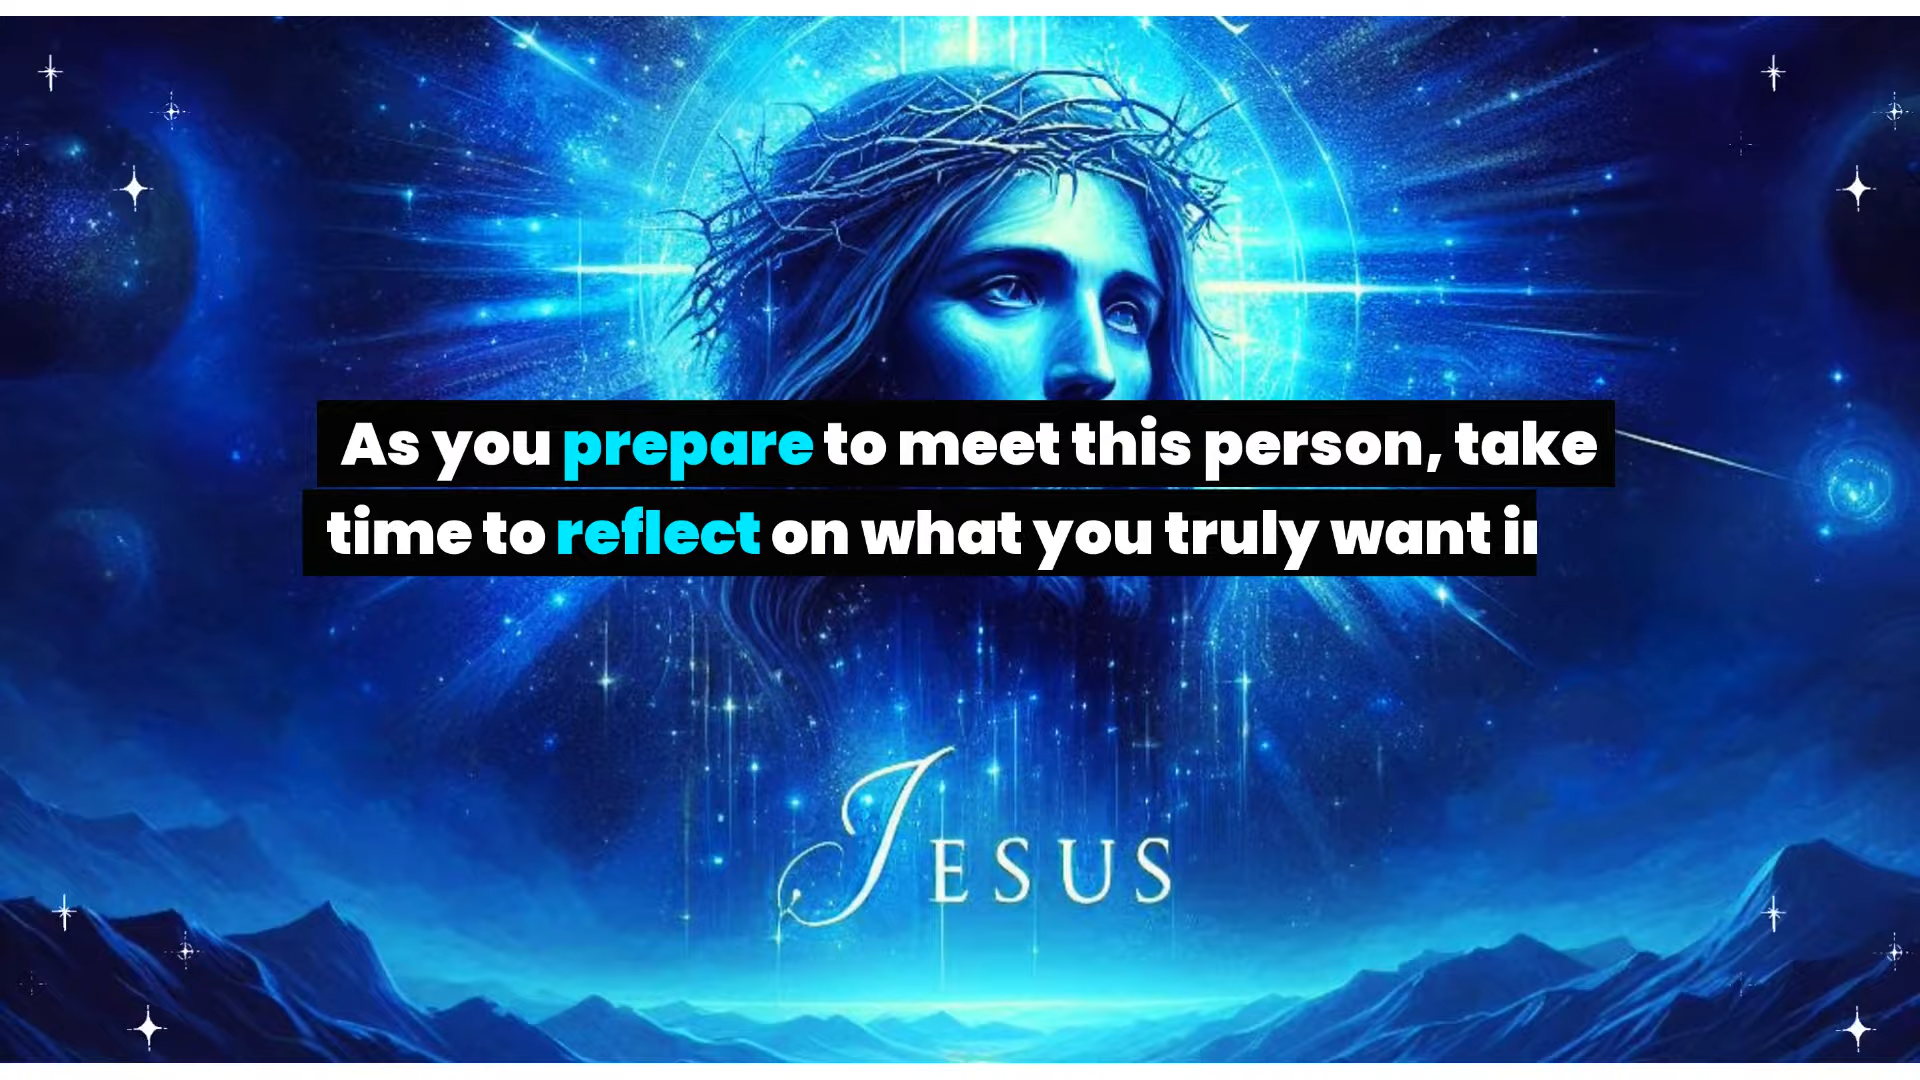 As you prepare to meet this person, take
time to reflect on what you truly want
JESUS